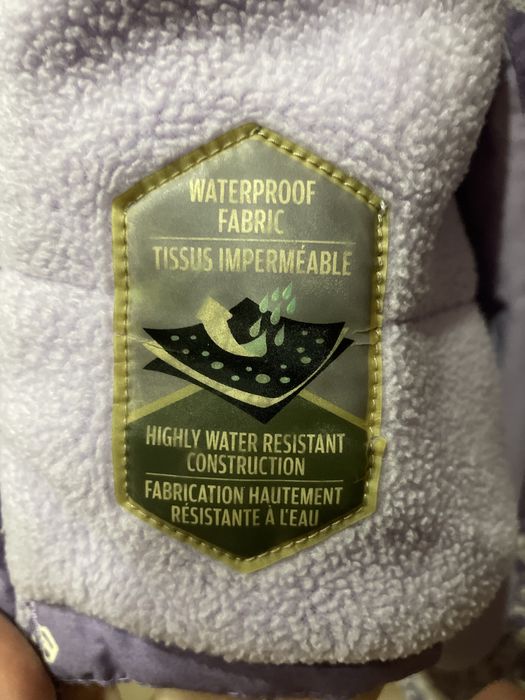 WATERPROOF
FABRIC
TISSUS IMPERMÉABLE
HIGHLY WATER RESISTANT
CONSTRUCTION
FABRICATION HAUTEMENT
RÉSISTANTE À L'EAU